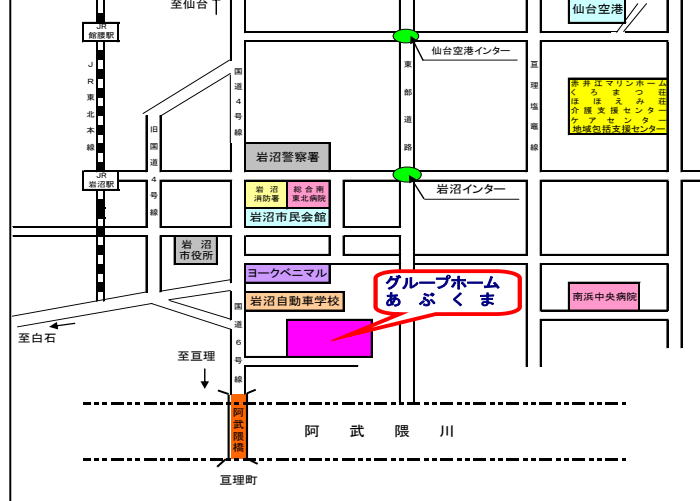 至仙台
仙台空港
JR
館腰駅
仙台空港インター
JR東北本線
国道4号線
東部道路
亘理塩竈線
赤井江マリンホーム
くろまつ荘
ほほえみ荘
介護支援センター
ケアセンター
地域包括支援センター
旧国道4号線
岩沼警察署
JR
岩沼駅
岩沼
消防署
総合南
東北病院
岩沼インター
岩沼市民会館
岩沼
市役所
ヨークベニマル
グループホーム
あぶくま
岩沼自動車学校
南浜中央病院
国道6号線
至白石
至亘理
阿武隈橋
阿武隈川
亘理町